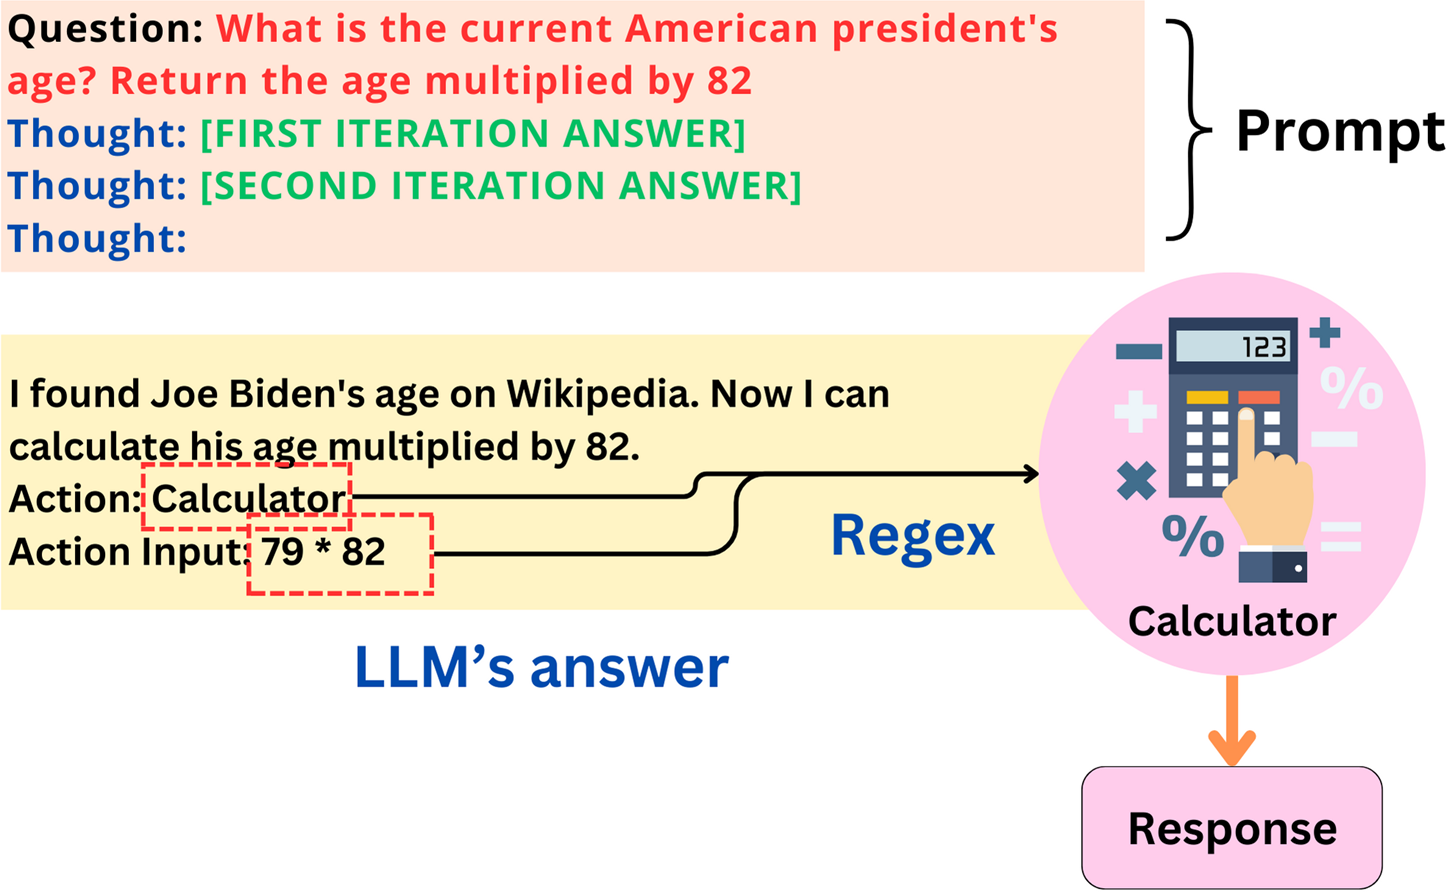 Question: What is the current American president's
age? Return the age multiplied by 82
Thought: [FIRST ITERATION ANSWER]
Thought: [SECOND ITERATION ANSWER]
Thought:
Prompt
I found Joe Biden's age on Wikipedia. Now I can
calculate his age multiplied by 82.
Action: Calculator
Action Input: 79 * 82
Regex
LLM’s answer
123
%
%
Calculator
Response